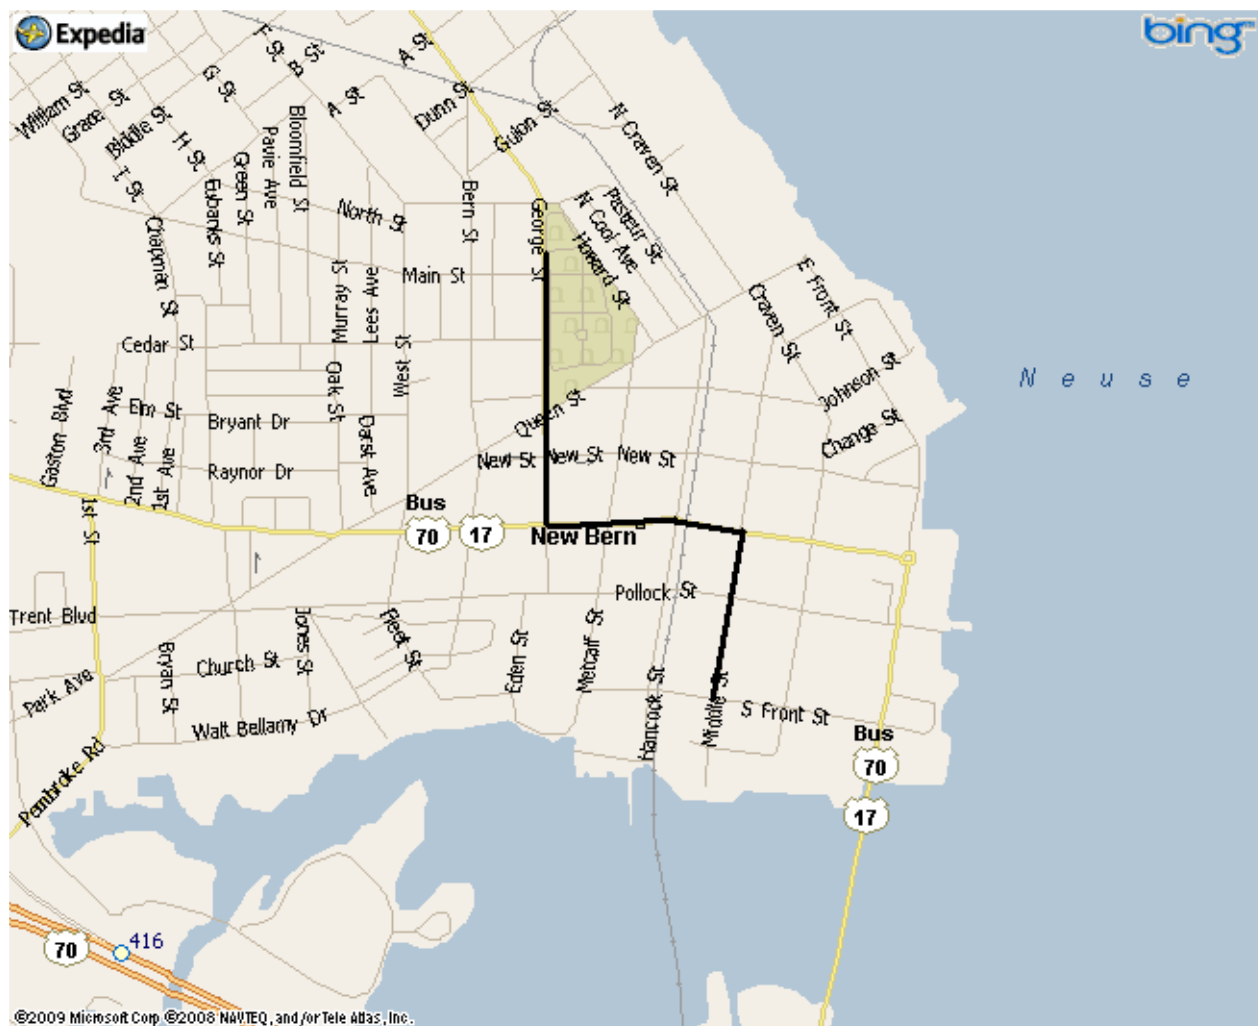 Expedia
bing
F St
B St
A St
G St
A St
Dunn St
Guion St
N Craven St
William St
Grace St
Biddle St
H St
I St
Bloomfield St
Pavie Ave
Green St
Eubanks St
North St
Bern St
George St
Pasteur St
N Cool Ave
Howard St
Chapman St
Murray St
Lees Ave
Main St
E Front St
Craven St
Cedar St
West St
Oak St
Johnson St
Neuse
Gaston Blvd
3rd Ave
Elm St
Bryant Dr
Darst Ave
Queen St
Change St
2nd Ave
1st Ave
Raynor Dr
New St
New St
New St
1st St
Bus
70
17
New Bern
Pollock St
Trent Blvd
Jones St
Fleet St
Eden St
Metcalf St
Hancock St
Middle St
Bryan St
Church St
Park Ave
Walt Bellamy Dr
S Front St
Pembroke Rd
Bus
70
17
70
416
©2009 Microsoft Corp ©2008 NAVTEQ, and/or Tele Atlas, Inc.